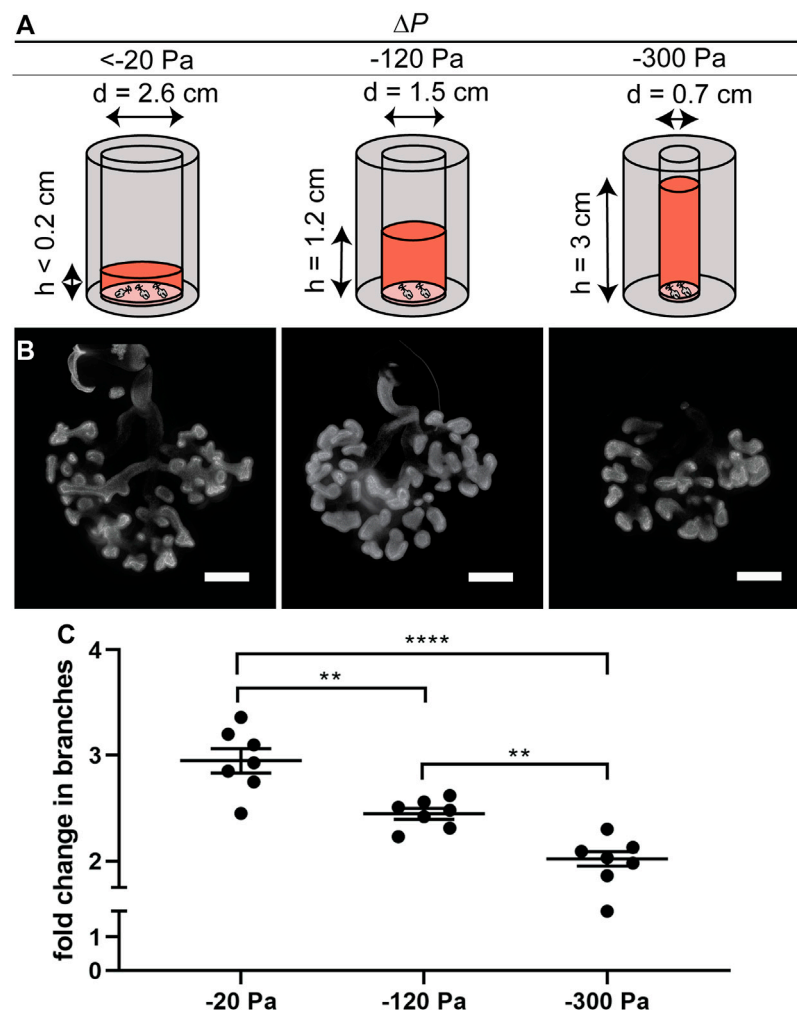 A
ΔP
<-20 Pa -120 Pa -300 Pa
d = 2.6 cm d = 1.5 cm d = 0.7 cm
h < 0.2 cm
h = 1.2 cm
h = 3 cm
B
C
fold change in branches
4
3
2
1
0
****
**
**
-20 Pa -120 Pa -300 Pa